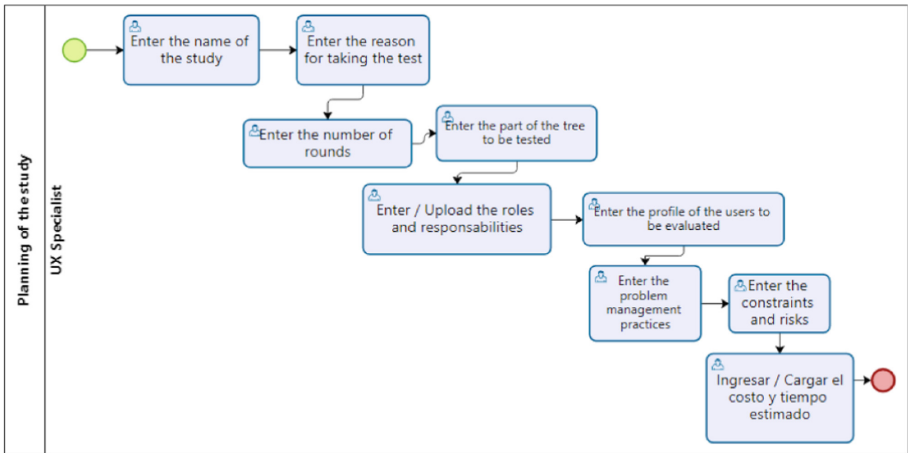 Planning of the study
UX Specialist
Enter the name of
the study
Enter the reason
for taking the test
Enter the number of
rounds
Enter the part of the tree
to be tested
Enter / Upload the roles
and responsabilities
Enter the profile of the users to
be evaluated
Enter the
problem
management
practices
Enter the
constraints
and risks
Ingresar / Cargar el
costo y tiempo
estimado